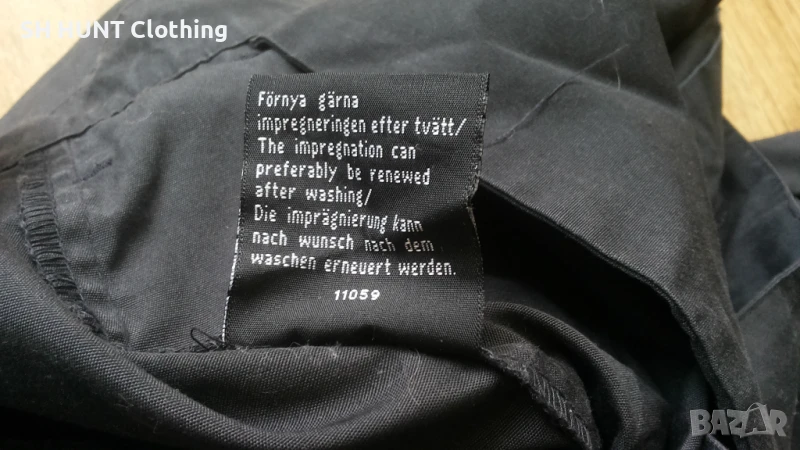 SH HUNT Clothing
Förnya gärna
impregneringen efter tvätt/
The impregnation can
preferably be renewed
after washing/
Die imprägnierung kann
nach wunsch nach dem
waschen erneuert werden.
11059
BAZAR